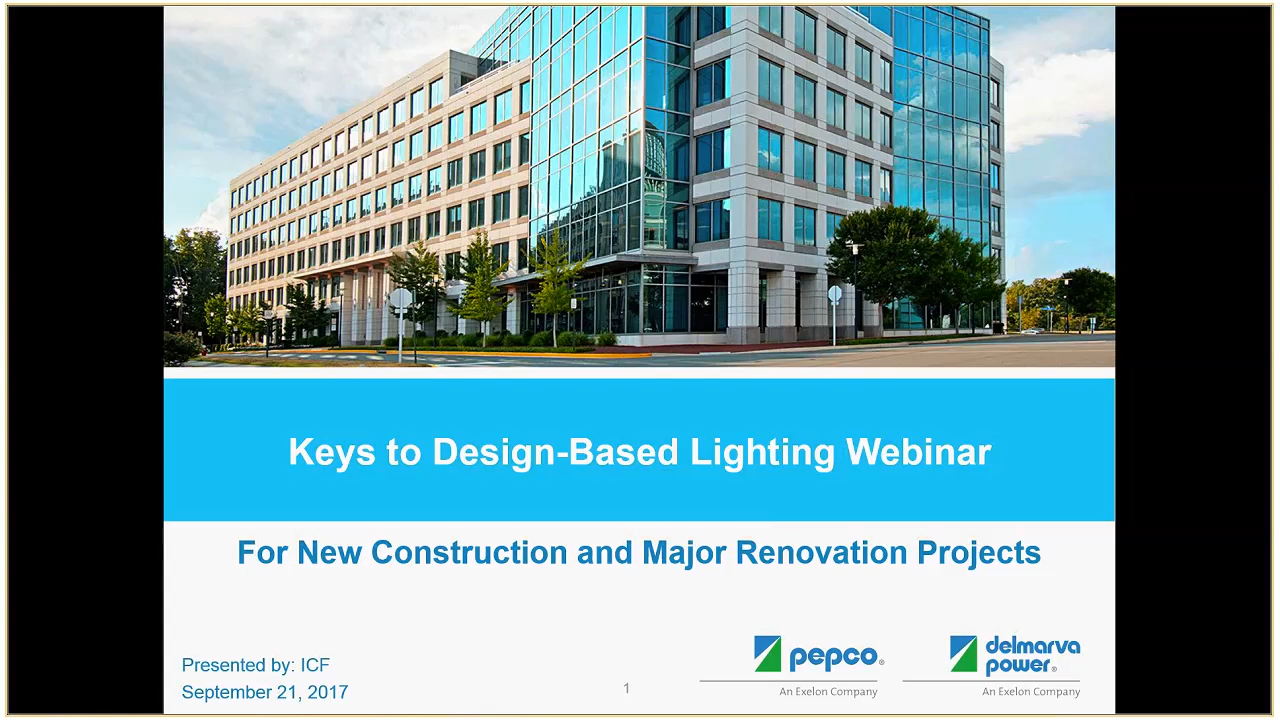 Keys to Design-Based Lighting Webinar
For New Construction and Major Renovation Projects
Presented by: ICF
September 21, 2017
1
pepco®
An Exelon Company
delmarva
power®
An Exelon Company